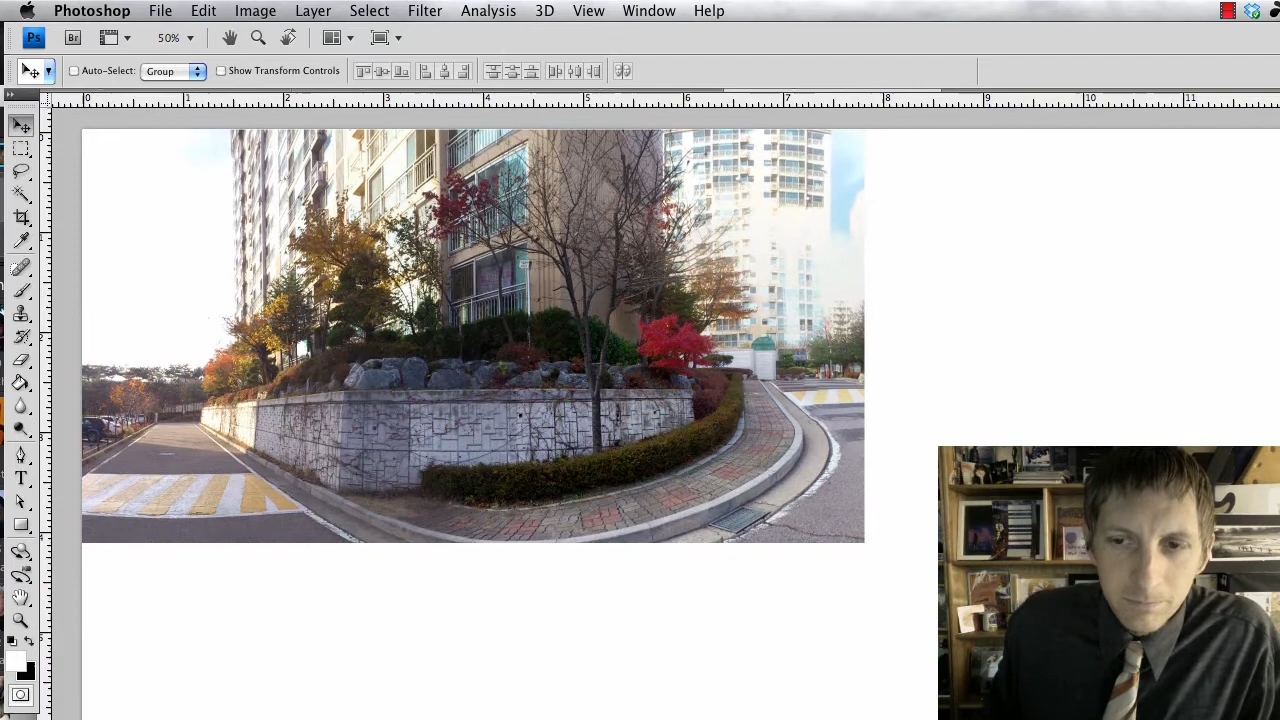 Photoshop File Edit Image Layer Select Filter Analysis 3D View Window Help
Ps Br 50%
Auto-Select: Group Show Transform Controls
0 1 2 3 4 5 6 7 8 9 10 11
T